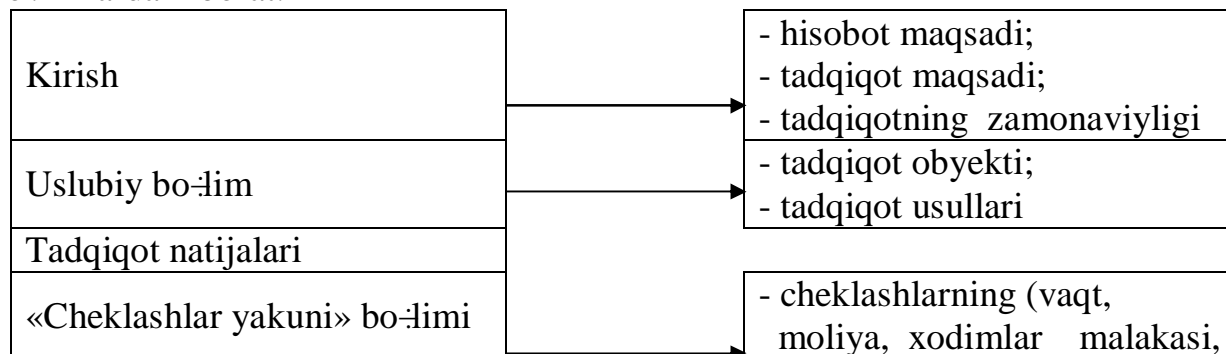 Kirish
- hisobot maqsadi;
- tadqiqot maqsadi;
- tadqiqotning zamonaviyligi
Uslubiy bo÷lim
- tadqiqot obyekti;
- tadqiqot usullari
Tadqiqot natijalari
«Cheklashlar yakuni» bo÷limi
- cheklashlarning (vaqt,
moliya, xodimlar malakasi,